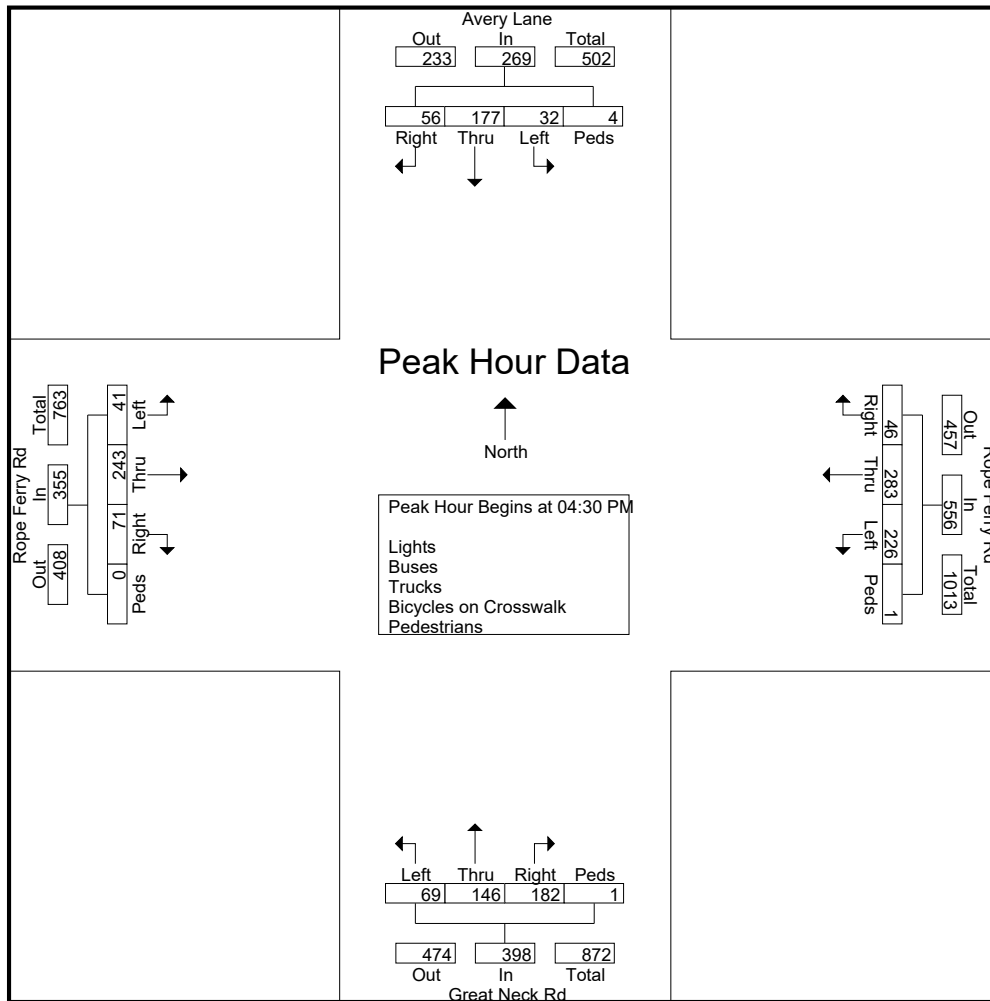 Avery Lane
Out In Total
233 269 502
56 177 32 4
Right Thru Left Peds
Peak Hour Data
North
Peak Hour Begins at 04:30 PM
Lights
Buses
Trucks
Bicycles on Crosswalk
Pedestrians
Rope Ferry Rd
Total In Out
763 355 408
41 243 71 0
Left Thru Right Peds
Rope Ferry Rd
Out In Total
457 556 1013
46 283 226 1
Right Thru Left Peds
Left Thru Right Peds
69 146 182 1
474 398 872
Out In Total
Great Neck Rd